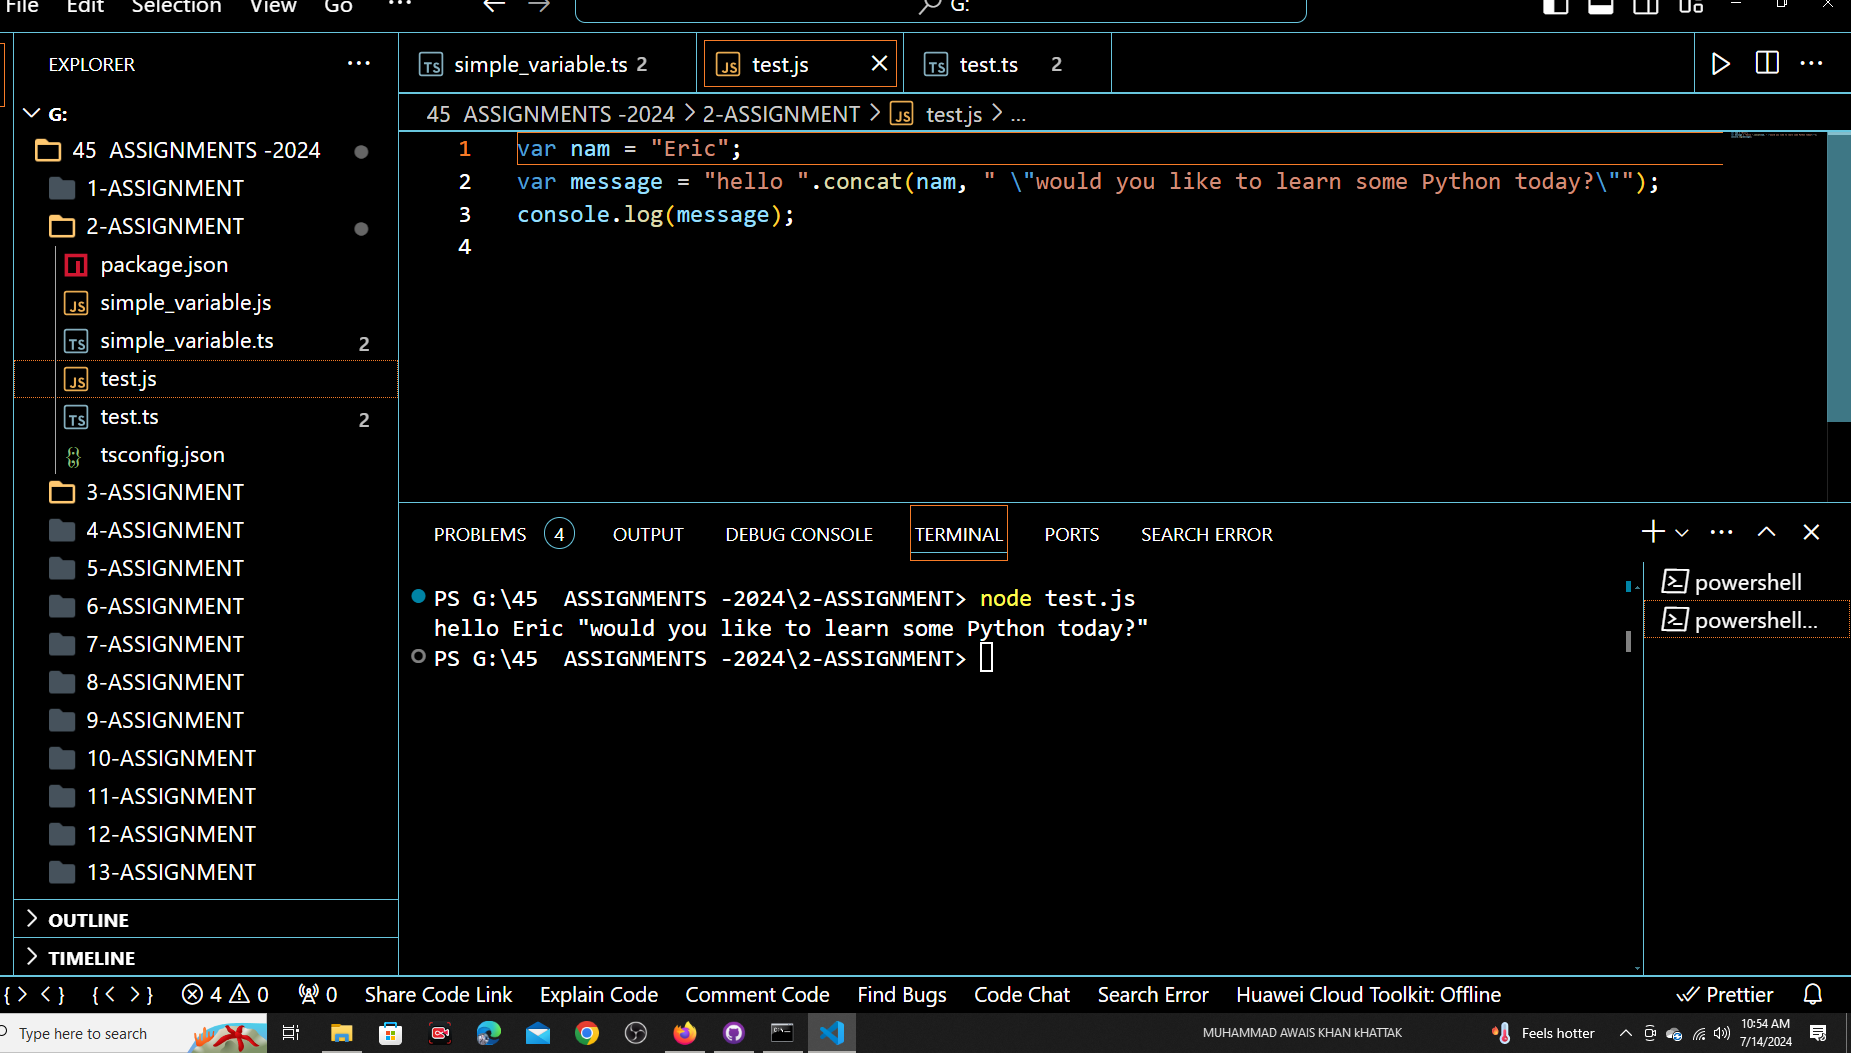 File Edit Selection View Go ··· G:
EXPLORER ···
simple_variable.ts 2 test.js test.ts 2
G:
45 ASSIGNMENTS -2024 > 2-ASSIGNMENT > JS test.js > ...
45 ASSIGNMENTS -2024
1-ASSIGNMENT
2-ASSIGNMENT
package.json
simple_variable.js
simple_variable.ts 2
test.js
test.ts 2
tsconfig.json
3-ASSIGNMENT
4-ASSIGNMENT
5-ASSIGNMENT
6-ASSIGNMENT
7-ASSIGNMENT
8-ASSIGNMENT
9-ASSIGNMENT
10-ASSIGNMENT
11-ASSIGNMENT
12-ASSIGNMENT
13-ASSIGNMENT
OUTLINE
TIMELINE
1 var nam = "Eric";
2 var message = "hello ".concat(nam, " \"would you like to learn some Python today?\"");
3 console.log(message);
4
PROBLEMS 4 OUTPUT DEBUG CONSOLE TERMINAL PORTS SEARCH ERROR
PS G:\45  ASSIGNMENTS -2024\2-ASSIGNMENT> node test.js
hello Eric "would you like to learn some Python today?"
PS G:\45  ASSIGNMENTS -2024\2-ASSIGNMENT>
powershell
powershell...
{> <} {< >} 4 0 0 Share Code Link Explain Code Comment Code Find Bugs Code Chat Search Error Huawei Cloud Toolkit: Offline Prettier
Type here to search MUHAMMAD AWAIS KHAN kHATTAK Feels hotter 10:54 AM
7/14/2024